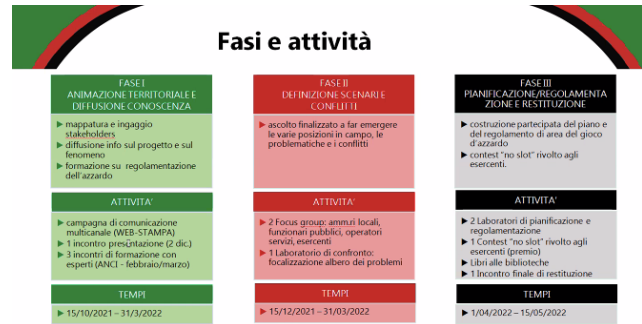 Fasi e attività
FASE I
ANIMAZIONE TERRITORIALE E
DIFFUSIONE CONOSCENZA
mappatura e ingaggio
stakeholders
diffusione info sul progetto e sul
fenomeno
formazione su regolamentazione
dell'azzardo
ATTIVITA'
campagna di comunicazione
multicanale (WEB-STAMPA)
1 incontro presentazione (2 dic.)
3 incontri di formazione con
esperti (ANCI - febbraio/marzo)
TEMPI
15/10/2021 – 31/3/2022
FASE II
DEFINIZIONE SCENARI E
CONFLITTI
ascolto finalizzato a far emergere
le varie posizioni in campo, le
problematiche e i conflitti
ATTIVITA'
2 Focus group: amm.ri locali,
funzionari pubblici, operatori
servizi, esercenti
1 Laboratorio di confronto:
focalizzazione albero dei problemi
TEMPI
15/12/2021 – 31/03/2022
FASE III
PIANIFICAZIONE/REGOLAMENTA
ZIONE E RESTITUZIONE
costruzione partecipata del piano e
del regolamento di area del gioco
d'azzardo
contest "no slot" rivolto agli
esercenti.
ATTIVITA'
2 Laboratori di pianificazione e
regolamentazione
1 Contest "no slot" rivolto agli
esercenti (premio)
Libri alle biblioteche
1 Incontro finale di restituzione
TEMPI
1/04/2022 – 15/05/2022